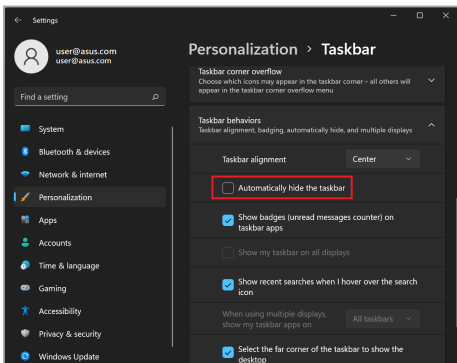 Settings
user@asus.com
user@asus.com
Find a setting
System
Bluetooth & devices
Network & internet
Personalization
Apps
Accounts
Time & language
Gaming
Accessibility
Privacy & security
Windows Update
Personalization > Taskbar
Taskbar corner overflow
Choose which icons may appear in the taskbar corner – all others will
appear in the taskbar corner overflow menu
Taskbar behaviors
Taskbar alignment, badging, automatically hide, and multiple displays
Taskbar alignment
Center
Automatically hide the taskbar
Show badges (unread messages counter) on
taskbar apps
Show my taskbar on all displays
Show recent searches when I hover over the search
icon
When using multiple displays,
show my taskbar apps on
All taskbars
Select the far corner of the taskbar to show the
desktop